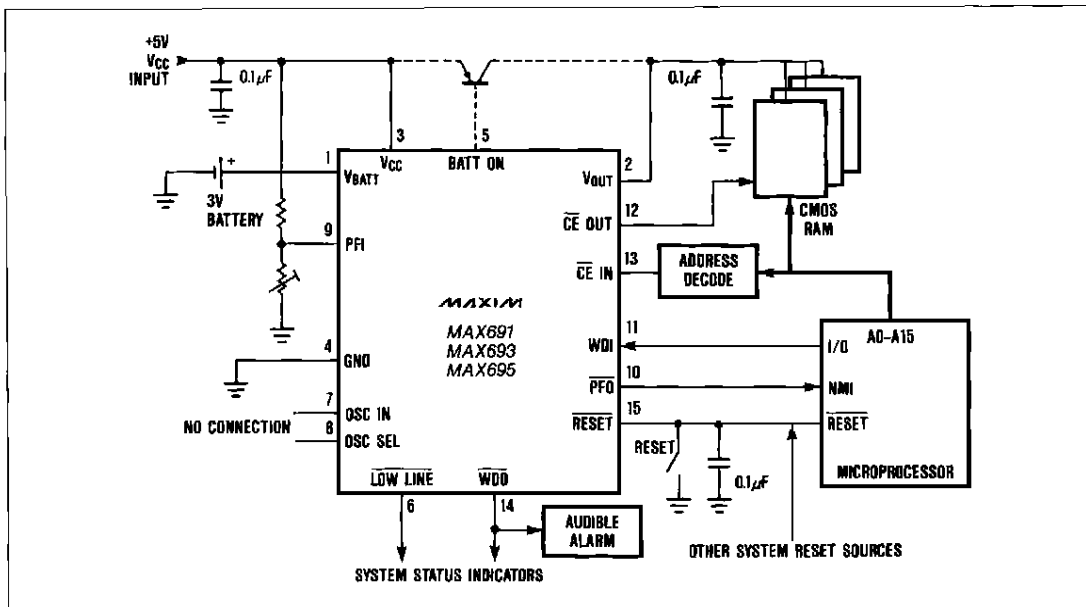 +5V
VCC
INPUT
0.1μF
0.1μF
3
5
1
VCC
BATT ON
2
VBATT
VOUT
3V
BATTERY
12
CE OUT
CMOS
RAM
9
PFI
13
CE IN
ADDRESS
DECODE
MAXIM
MAX691
MAX693
MAX695
11
WDI
I/O
A0-A15
4
GND
10
PFO
NMI
7
OSC IN
NO CONNECTION
8
OSC SEL
15
RESET
RESET
RESET
LOW LINE
WDO
0.1μF
MICROPROCESSOR
6
14
AUDIBLE
ALARM
OTHER SYSTEM RESET SOURCES
SYSTEM STATUS INDICATORS